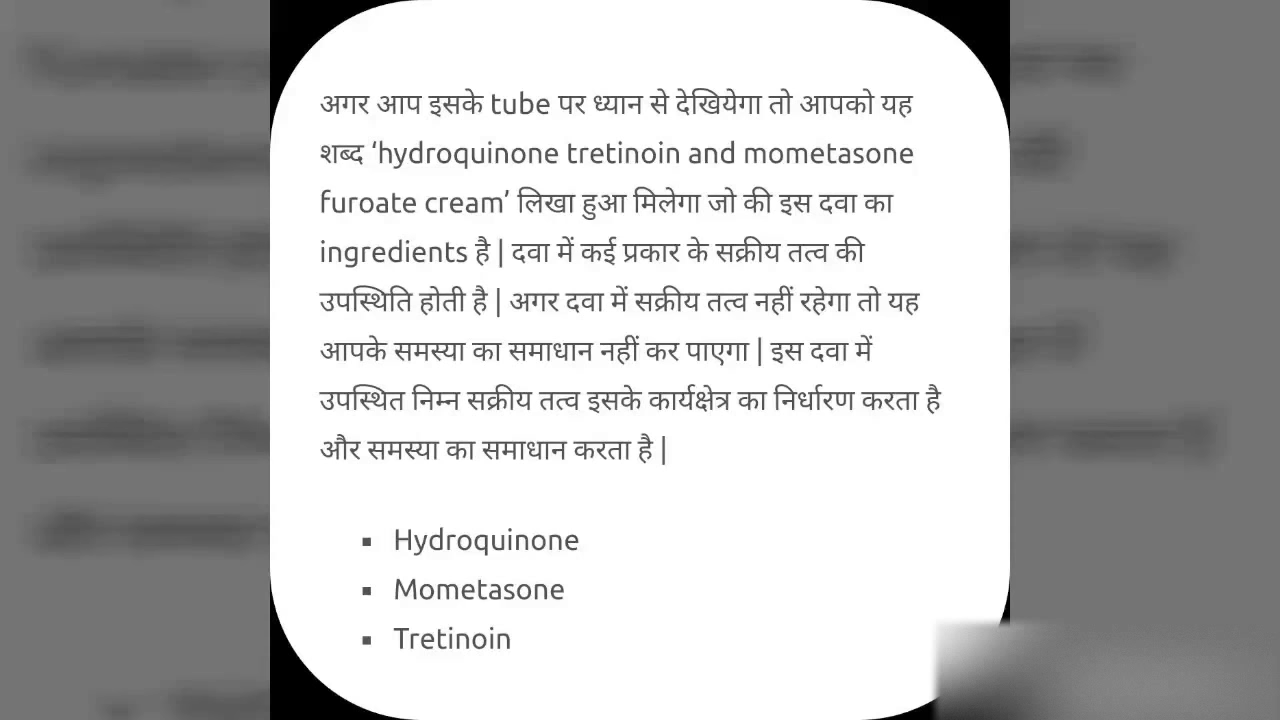 अगर आप इसके tube पर ध्यान से देखियेगा तो आपको यह
शब्द ‘hydroquinone tretinoin and mometasone
furoate cream’ लिखा हुआ मिलेगा जो की इस दवा का
ingredients है | दवा में कई प्रकार के सक्रीय तत्व की
उपस्थिति होती है | अगर दवा में सक्रीय तत्व नहीं रहेगा तो यह
आपके समस्या का समाधान नहीं कर पाएगा | इस दवा में
उपस्थित निम्न सक्रीय तत्व इसके कार्यक्षेत्र का निर्धारण करता है
और समस्या का समाधान करता है |
▪ Hydroquinone
▪ Mometasone
▪ Tretinoin